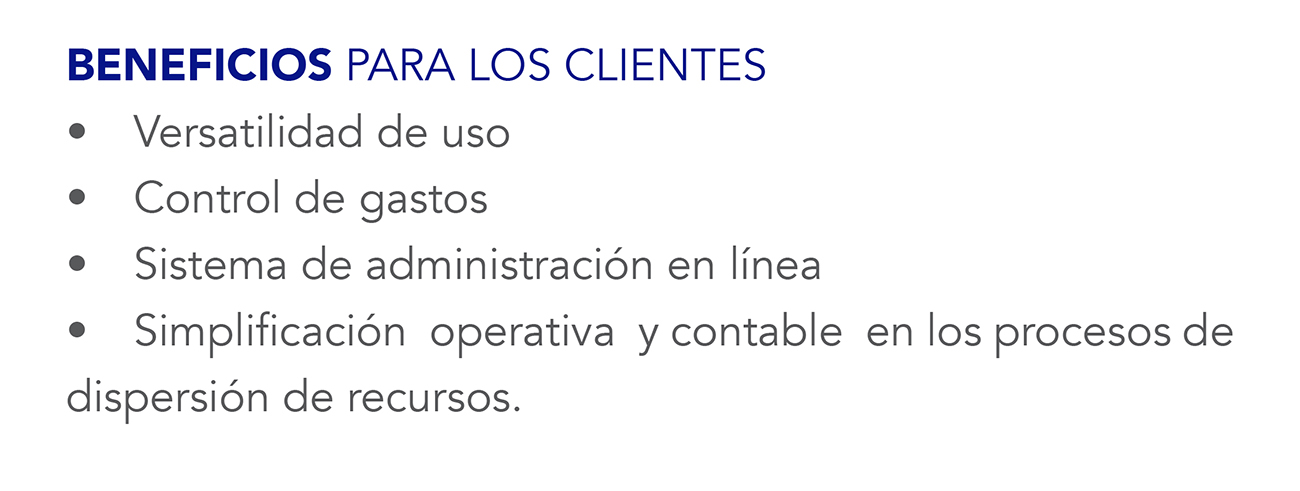 BENEFICIOS PARA LOS CLIENTES
• Versatilidad de uso
• Control de gastos
• Sistema de administración en línea
• Simplificación operativa y contable en los procesos de
dispersión de recursos.